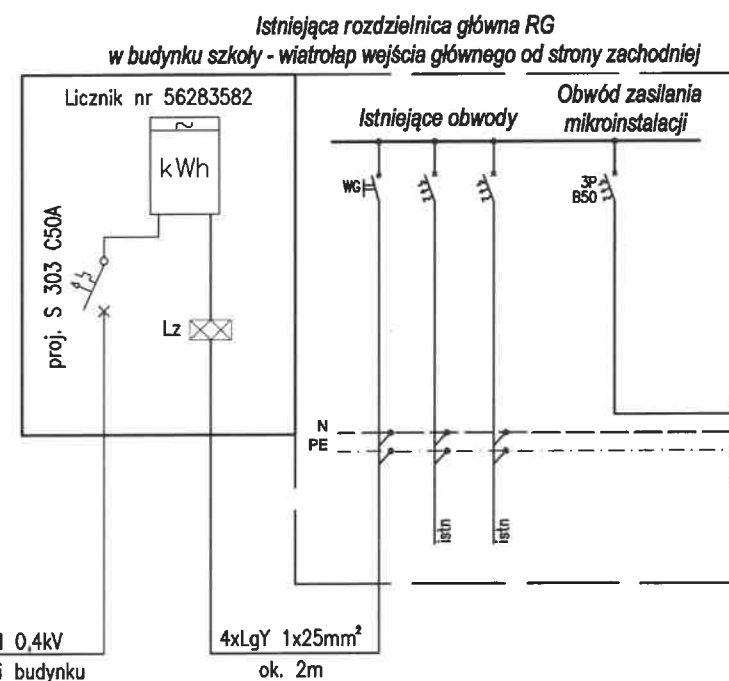 Istniejąca rozdzielnica główna RG
w budynku szkoły - wiatrołap wejścia głównego od strony zachodniej
Licznik nr 56283582
~
kWh
proj. S 303 C50A
Lz
Istniejące obwody
Obwód zasilania
mikroinstalacji
WG
3P
B50
N
PE
istn
istn
0,4kV
budynku
4xLgY 1x25mm²
ok. 2m